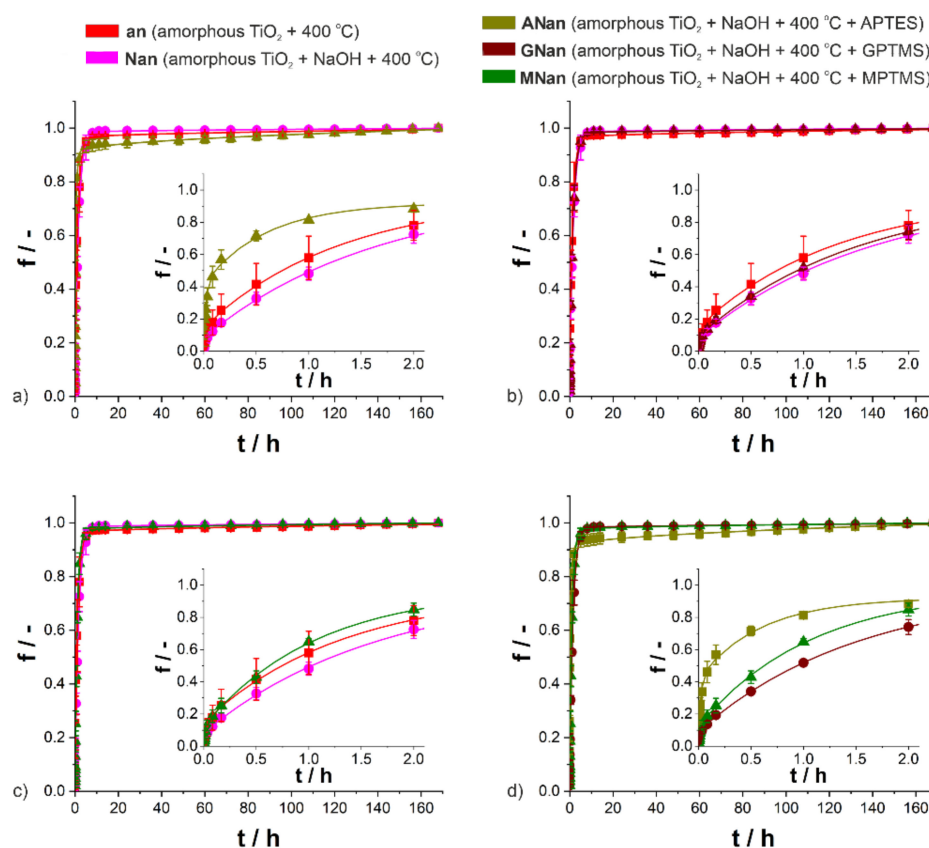 an (amorphous TiO₂ + 400 °C)
Nan (amorphous TiO₂ + NaOH + 400 °C)
ANan (amorphous TiO₂ + NaOH + 400 °C + APTES)
GNan (amorphous TiO₂ + NaOH + 400 °C + GPTMS)
MNan (amorphous TiO₂ + NaOH + 400 °C + MPTMS)
a)
f / -
1.0
0.8
0.6
0.4
0.2
0.0
0 20 40 60 80 100 120 140 160
t / h
f / -
1.0
0.8
0.6
0.4
0.2
0.0
0.0 0.5 1.0 1.5 2.0
t / h
b)
f / -
1.0
0.8
0.6
0.4
0.2
0.0
0 20 40 60 80 100 120 140 160
t / h
f / -
1.0
0.8
0.6
0.4
0.2
0.0
0.0 0.5 1.0 1.5 2.0
t / h
c)
f / -
1.0
0.8
0.6
0.4
0.2
0.0
0 20 40 60 80 100 120 140 160
t / h
f / -
1.0
0.8
0.6
0.4
0.2
0.0
0.0 0.5 1.0 1.5 2.0
t / h
d)
f / -
1.0
0.8
0.6
0.4
0.2
0.0
0 20 40 60 80 100 120 140 160
t / h
f / -
1.0
0.8
0.6
0.4
0.2
0.0
0.0 0.5 1.0 1.5 2.0
t / h